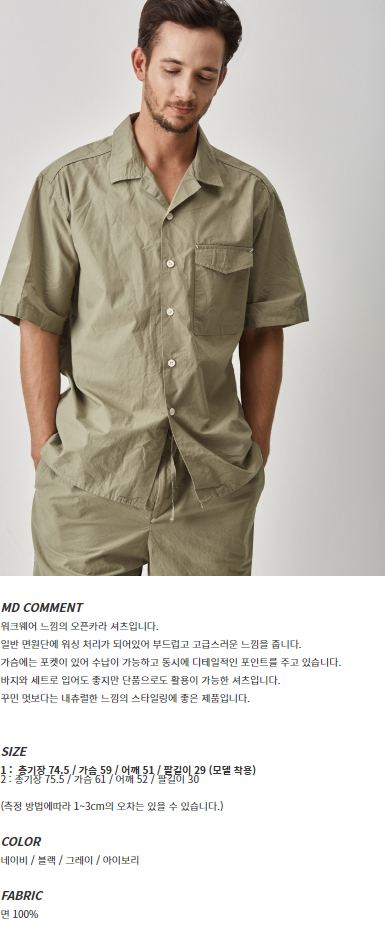 MD COMMENT
워크웨어 느낌의 오픈카라 셔츠입니다.
일반 면원단에 워싱 처리가 되어있어 부드럽고 고급스러운 느낌을 줍니다.
가슴에는 포켓이 있어 수납이 가능하고 동시에 디테일적인 포인트를 주고 있습니다.
바지와 세트로 입어도 좋지만 단품으로도 활용이 가능한 셔츠입니다.
꾸민 멋보다는 내츄럴한 느낌의 스타일링에 좋은 제품입니다.
SIZE
1 : 총기장 74.5 / 가슴 59 / 어깨 51 / 팔길이 29 (모델 착용)
2 : 총기장 75.5 / 가슴 61 / 어깨 52 / 팔길이 30
(측정 방법에따라 1~3cm의 오차는 있을 수 있습니다.)
COLOR
네이비 / 블랙 / 그레이 / 아이보리
FABRIC
면 100%